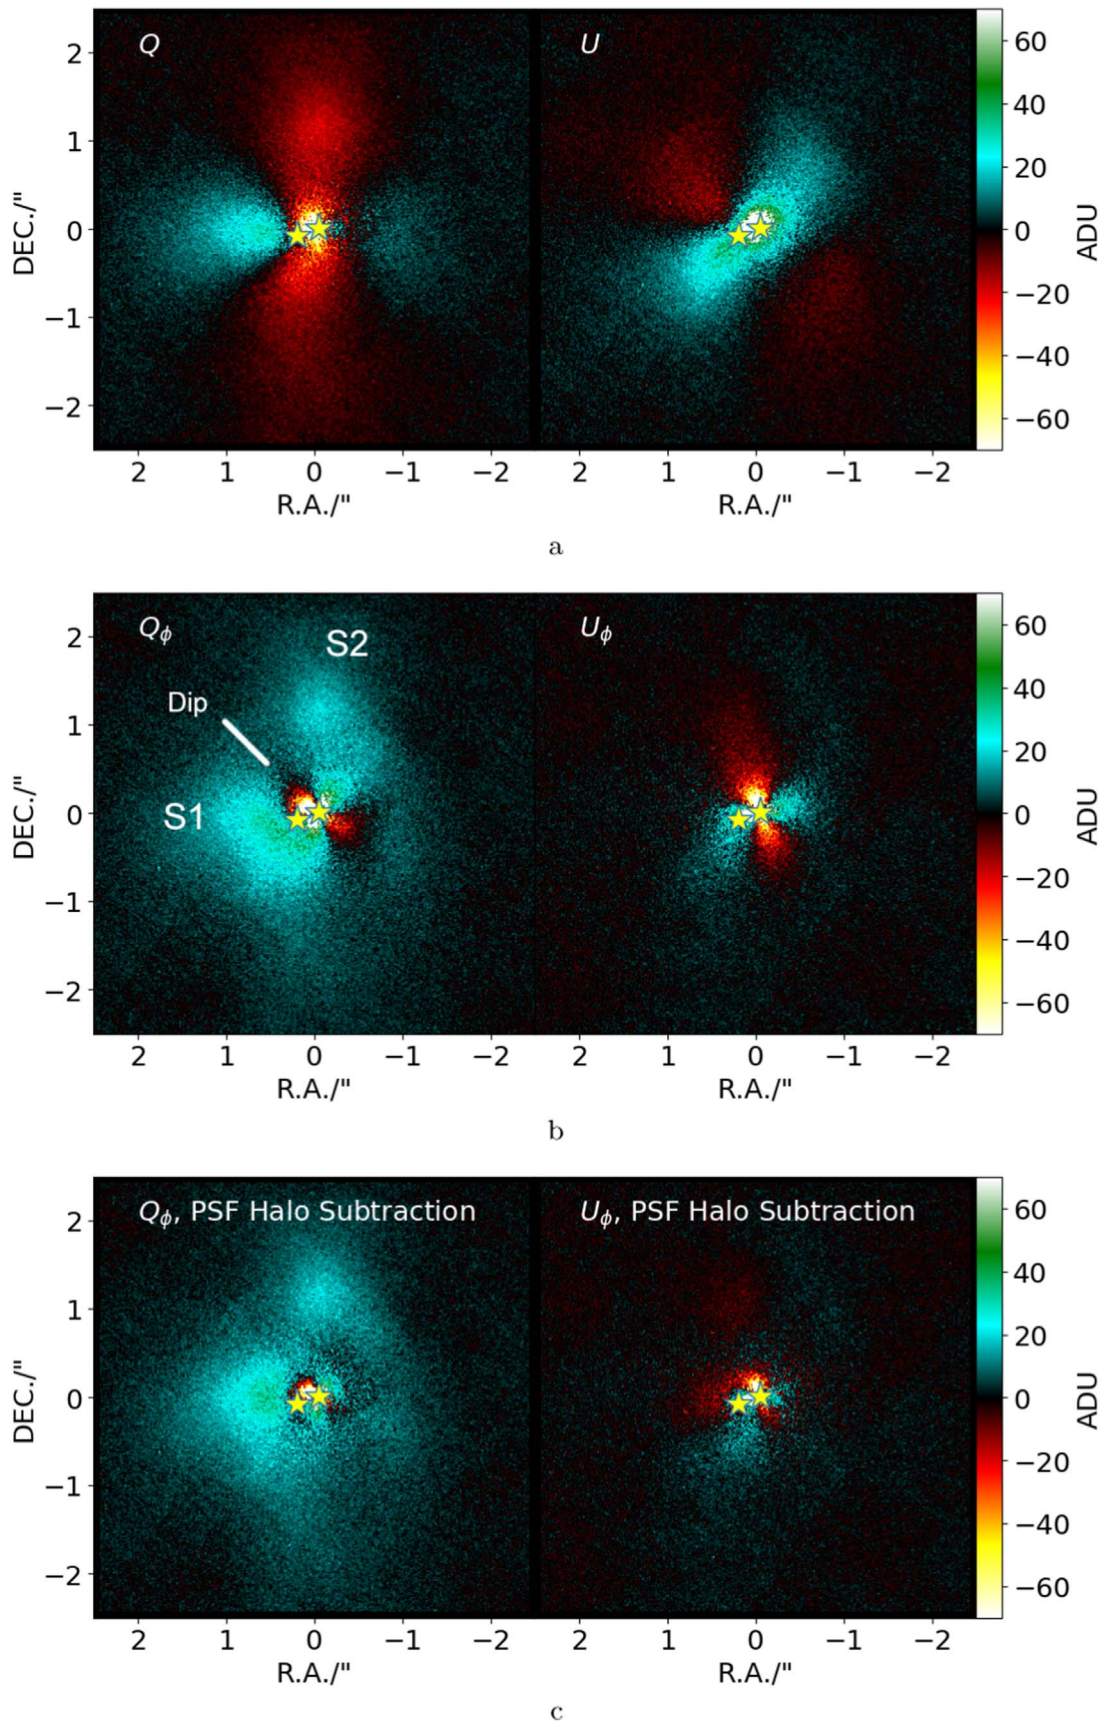 Q
U
2
1
0
−1
−2
DEC./"
2 1 0 −1 −2
R.A./"
2 1 0 −1 −2
R.A./"
60
40
20
0
−20
−40
−60
ADU
a
Qϕ
Uϕ
S2
Dip
S1
2
1
0
−1
−2
DEC./"
2 1 0 −1 −2
R.A./"
2 1 0 −1 −2
R.A./"
60
40
20
0
−20
−40
−60
ADU
b
Qϕ, PSF Halo Subtraction
Uϕ, PSF Halo Subtraction
2
1
0
−1
−2
DEC./"
2 1 0 −1 −2
R.A./"
2 1 0 −1 −2
R.A./"
60
40
20
0
−20
−40
−60
ADU
c